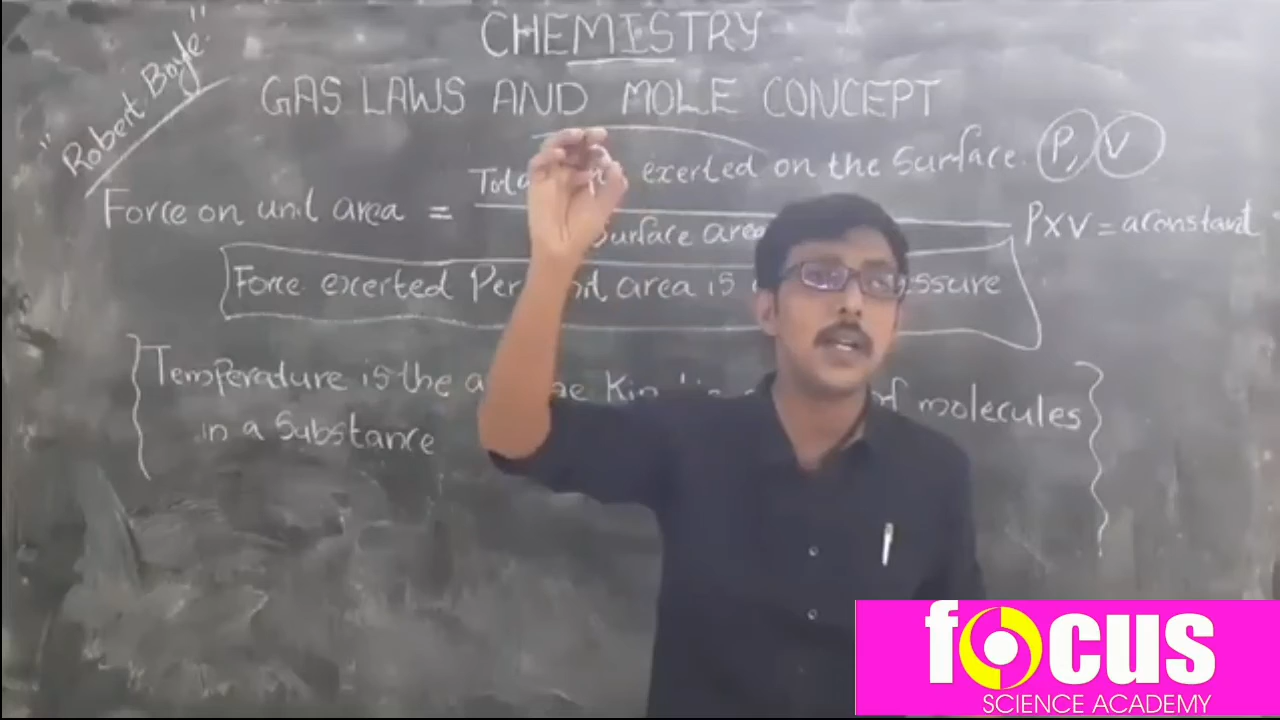 CHEMISTRY
"Robert Boyle"
GAS LAWS AND MOLE CONCEPT
exerted on the Surface. P, V
Force on unit area =
Surface area
P X V = a constant
Force exerted Per area is
Temperature is the of molecules
in a Substance
focus
SCIENCE ACADEMY